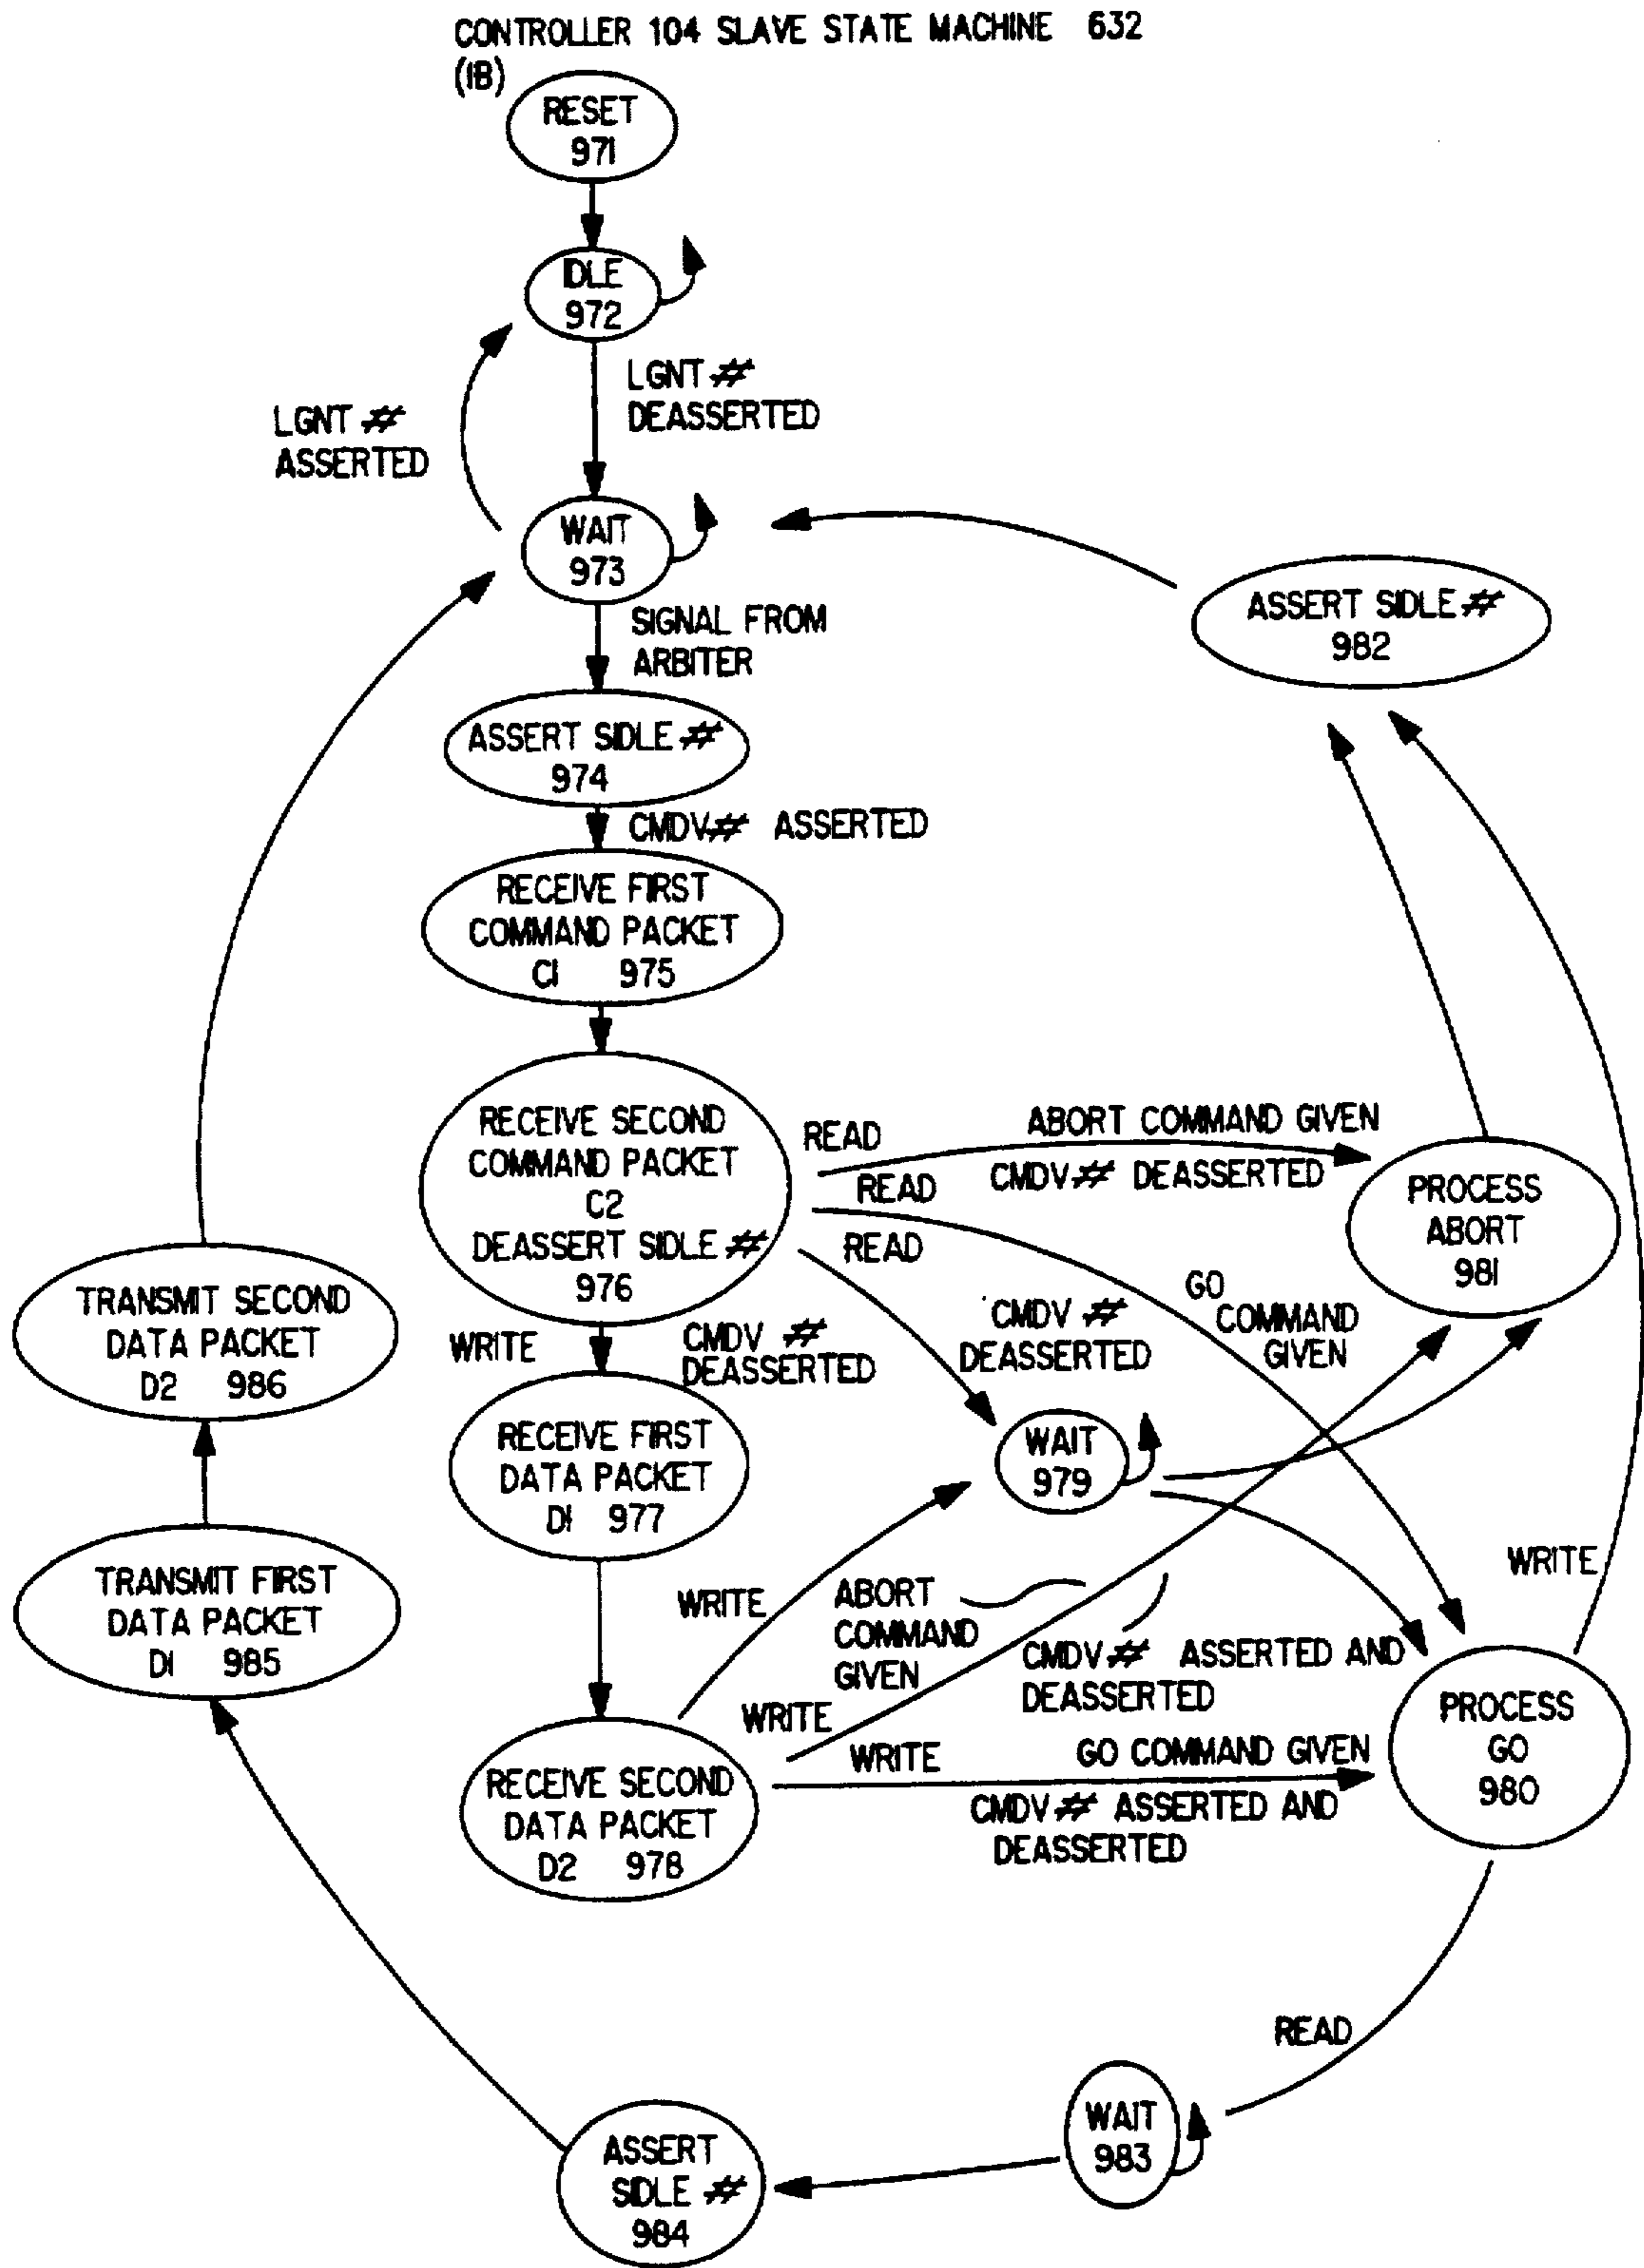 CONTROLLER 104 SLAVE STATE MACHINE 632
(1B)
RESET
971
IDLE
972
LGNT #
DEASSERTED
LGNT #
ASSERTED
WAIT
973
SIGNAL FROM
ARBITER
ASSERT SIDLE #
982
ASSERT SIDLE #
974
CMDV# ASSERTED
RECEIVE FIRST
COMMAND PACKET
C1 975
RECEIVE SECOND
COMMAND PACKET
C2
DEASSERT SIDLE #
976
READ
ABORT COMMAND GIVEN
CMDV # DEASSERTED
READ
READ
PROCESS
ABORT
981
GO
COMMAND
GIVEN
CMDV #
DEASSERTED
TRANSMIT SECOND
DATA PACKET
D2 986
WRITE
CMDV #
DEASSERTED
RECEIVE FIRST
DATA PACKET
D1 977
WAIT
979
TRANSMIT FIRST
DATA PACKET
D1 985
WRITE
ABORT
COMMAND
GIVEN
WRITE
CMDV # ASSERTED AND
DEASSERTED
WRITE
WRITE
GO COMMAND GIVEN
CMDV # ASSERTED AND
DEASSERTED
PROCESS
GO
980
RECEIVE SECOND
DATA PACKET
D2 978
READ
WAIT
983
ASSERT
SIDLE #
984